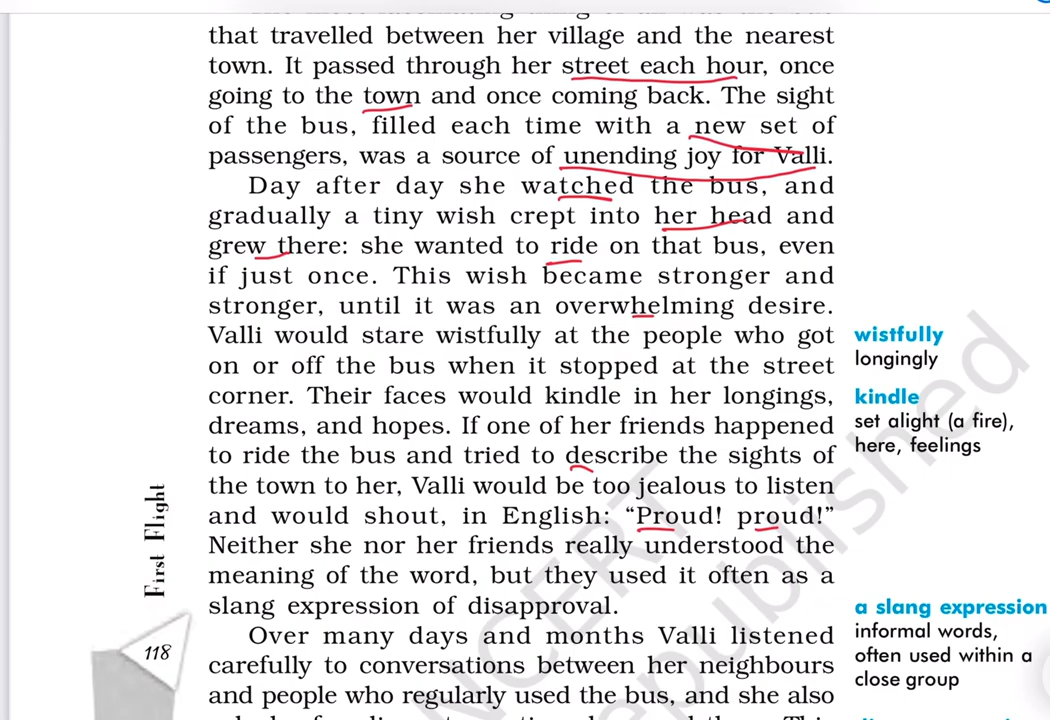 that travelled between her village and the nearest
town. It passed through her street each hour, once
going to the town and once coming back. The sight
of the bus, filled each time with a new set of
passengers, was a source of unending joy for Valli.
Day after day she watched the bus, and
gradually a tiny wish crept into her head and
grew there: she wanted to ride on that bus, even
if just once. This wish became stronger and
stronger, until it was an overwhelming desire.
Valli would stare wistfully at the people who got
on or off the bus when it stopped at the street
corner. Their faces would kindle in her longings,
dreams, and hopes. If one of her friends happened
to ride the bus and tried to describe the sights of
the town to her, Valli would be too jealous to listen
and would shout, in English: “Proud! proud!”
Neither she nor her friends really understood the
meaning of the word, but they used it often as a
slang expression of disapproval.
Over many days and months Valli listened
carefully to conversations between her neighbours
and people who regularly used the bus, and she also
wistfully
longingly
kindle
set alight (a fire),
here, feelings
a slang expression
informal words,
often used within a
close group
First Flight
118
NCERT
republished